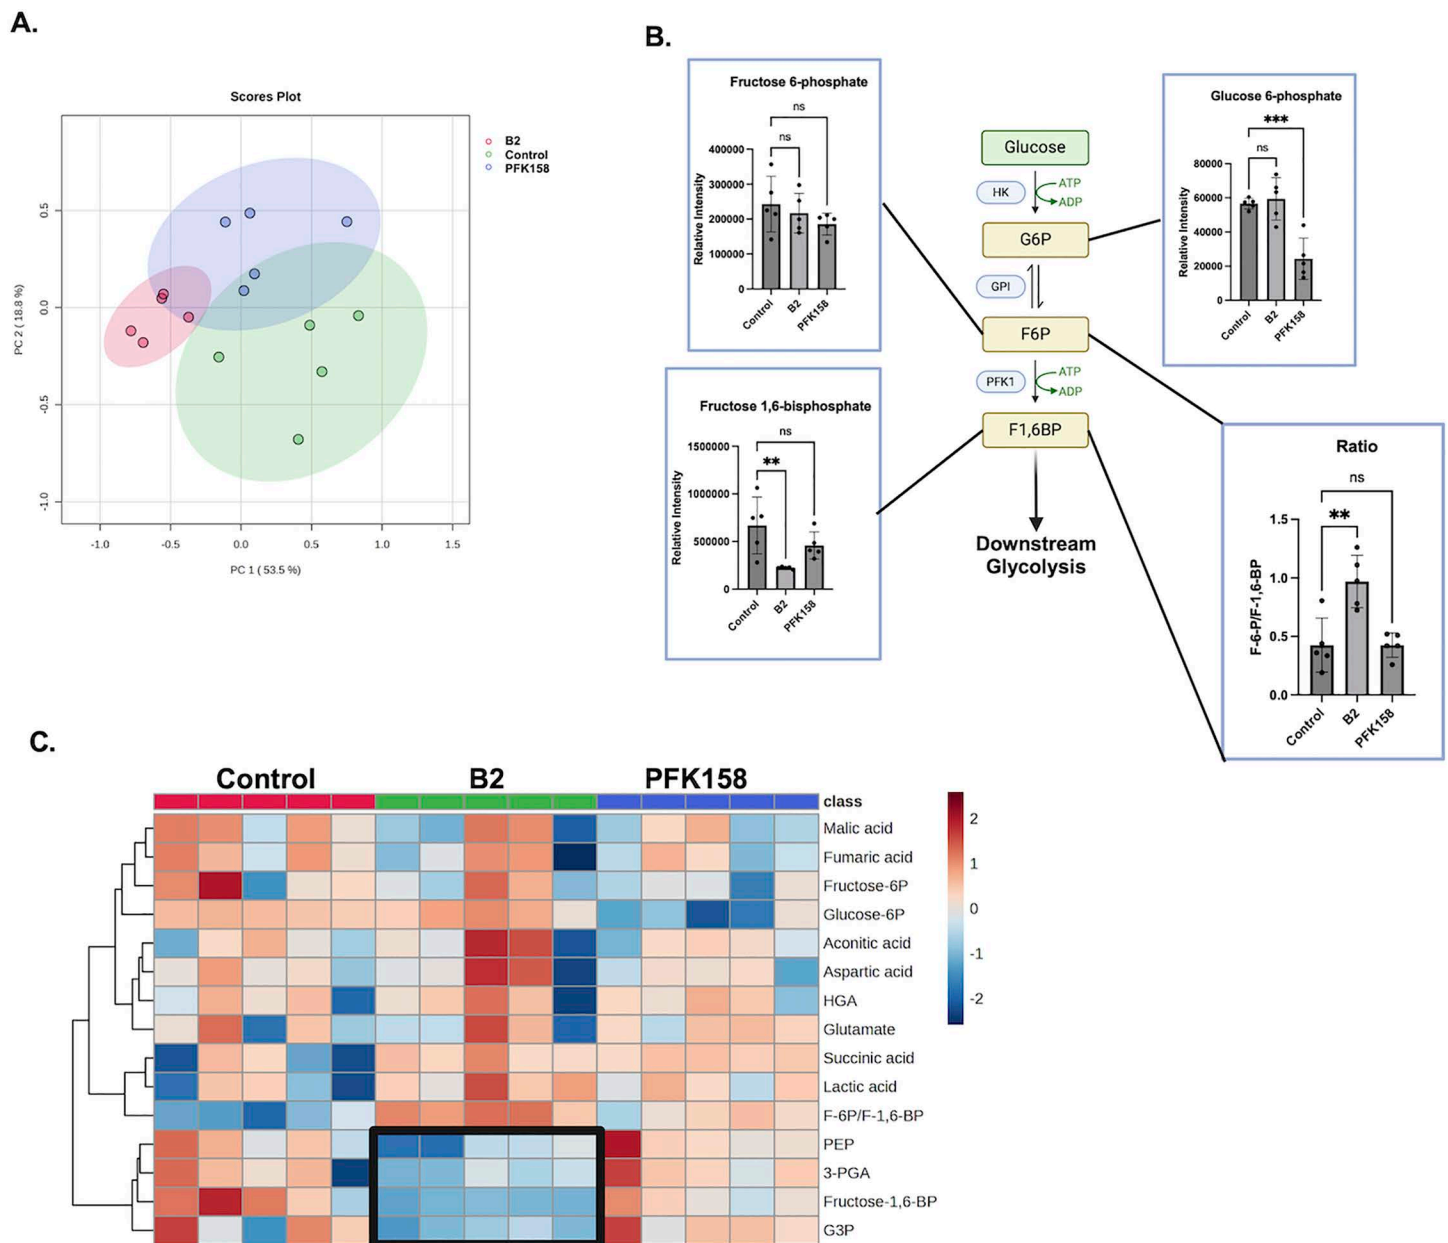 A.
Scores Plot
B2
Control
PFK158
PC 2 ( 18.8 %)
0.5
0.0
-0.5
-1.0
-1.0 -0.5 0.0 0.5 1.0 1.5
PC 1 ( 53.5 %)
B.
Fructose 6-phosphate
ns
ns
Relative Intensity
400000
300000
200000
100000
0
Control B2 PFK158
Fructose 1,6-bisphosphate
ns
**
Relative Intensity
1500000
1000000
500000
0
Control B2 PFK158
Glucose
HK
ATP
ADP
G6P
GPI
F6P
PFK1
ATP
ADP
F1,6BP
Downstream
Glycolysis
Glucose 6-phosphate
***
ns
Relative Intensity
80000
60000
40000
20000
0
Control B2 PFK158
Ratio
ns
**
F-6-P/F-1,6-BP
1.5
1.0
0.5
0.0
Control B2 PFK158
C.
Control B2 PFK158
class
Malic acid
Fumaric acid
Fructose-6P
Glucose-6P
Aconitic acid
Aspartic acid
HGA
Glutamate
Succinic acid
Lactic acid
F-6P/F-1,6-BP
PEP
3-PGA
Fructose-1,6-BP
G3P
2
1
0
-1
-2